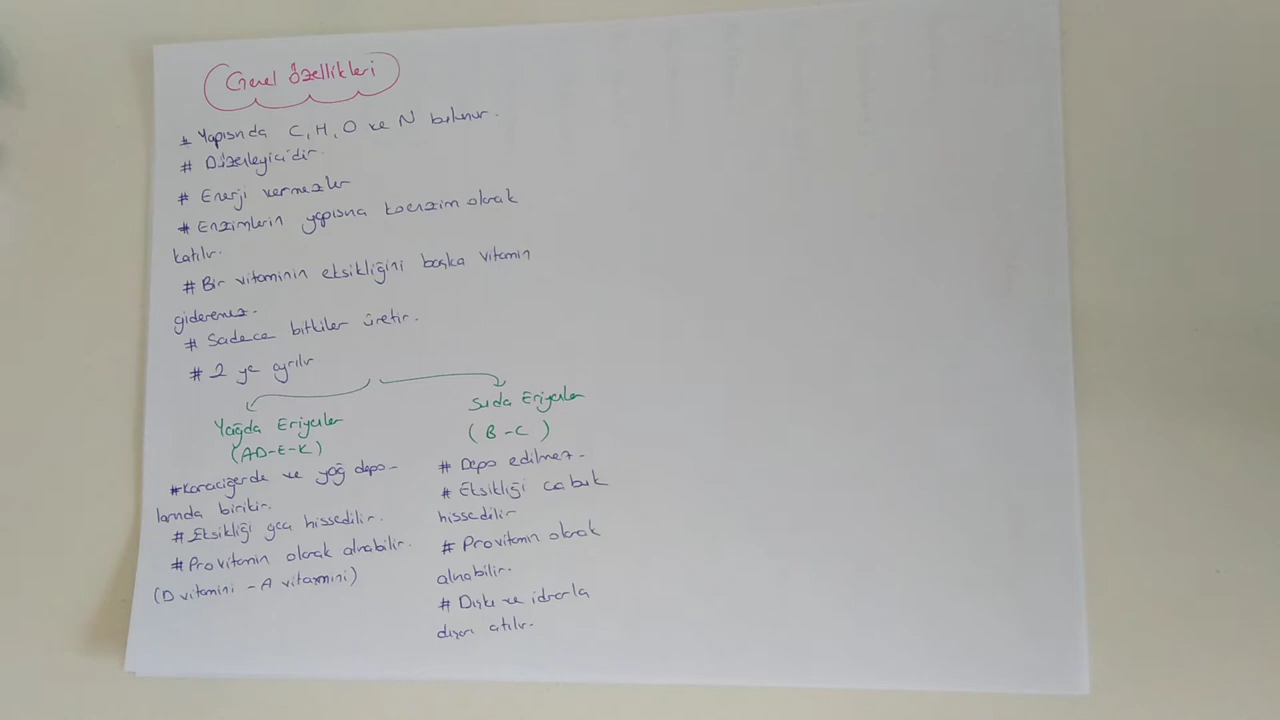 Genel özellikleri
* Yapısında C, H, O ve N bulunur.
# Düzenleyicidir.
# Enerji vermezler
# Enzimlerin yapısına koenzim olarak
katılır.
# Bir vitaminin eksikliğini başka vitamin
gideremez.
# Sadece bitkiler üretir.
# 2 ye ayrılır
Yağda Eriyenler
(AD-E-K)
# Karaciğerde ve yağ depo-
larında birikir.
# Eksikliği geç hissedilir.
# Provitamin olarak alınabilir.
(D vitamini - A vitamini)
Suda Eriyenler
(B-C)
# Depo edilmez.
# Eksikliği çabuk
hissedilir
# Provitamin olarak
alınabilir.
# Dışkı ve idrarla
dışarı atılır.